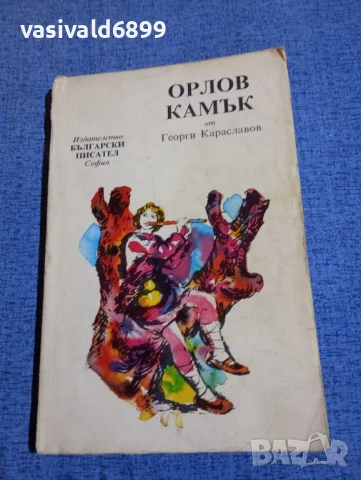 vasivald6899
ОРЛОВ
КАМЪК
от
Георги Караславов
Издателство
БЪЛГАРСКИ
ПИСАТЕЛ
София
BAZAR